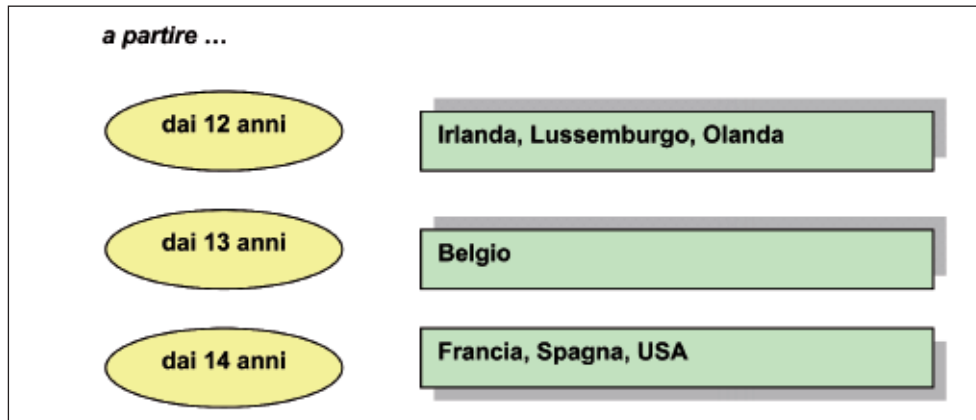 a partire …
dai 12 anni
Irlanda, Lussemburgo, Olanda
dai 13 anni
Belgio
dai 14 anni
Francia, Spagna, USA